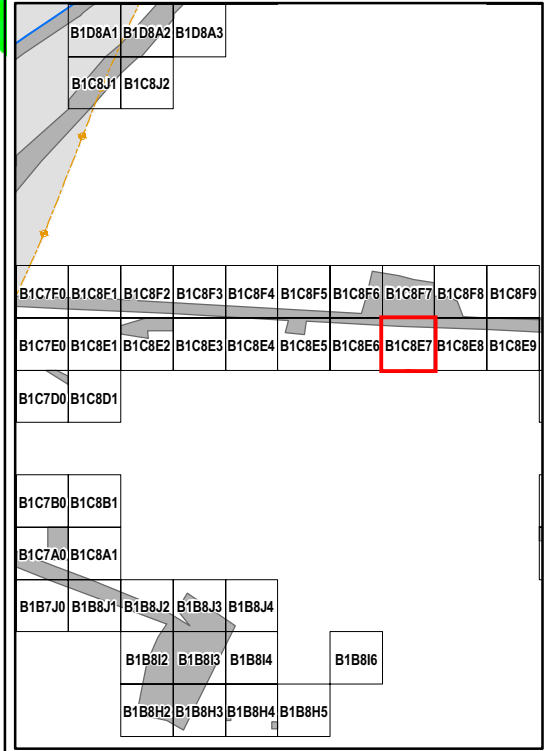 B1D8A1 B1D8A2 B1D8A3
B1C8J1 B1C8J2
B1C7F0 B1C8F1 B1C8F2 B1C8F3 B1C8F4 B1C8F5 B1C8F6 B1C8F7 B1C8F8 B1C8F9
B1C7E0 B1C8E1 B1C8E2 B1C8E3 B1C8E4 B1C8E5 B1C8E6 B1C8E7 B1C8E8 B1C8E9
B1C7D0 B1C8D1
B1C7B0 B1C8B1
B1C7A0 B1C8A1
B1B7J0 B1B8J1 B1B8J2 B1B8J3 B1B8J4
B1B8I2 B1B8I3 B1B8I4 B1B8I6
B1B8H2 B1B8H3 B1B8H4 B1B8H5